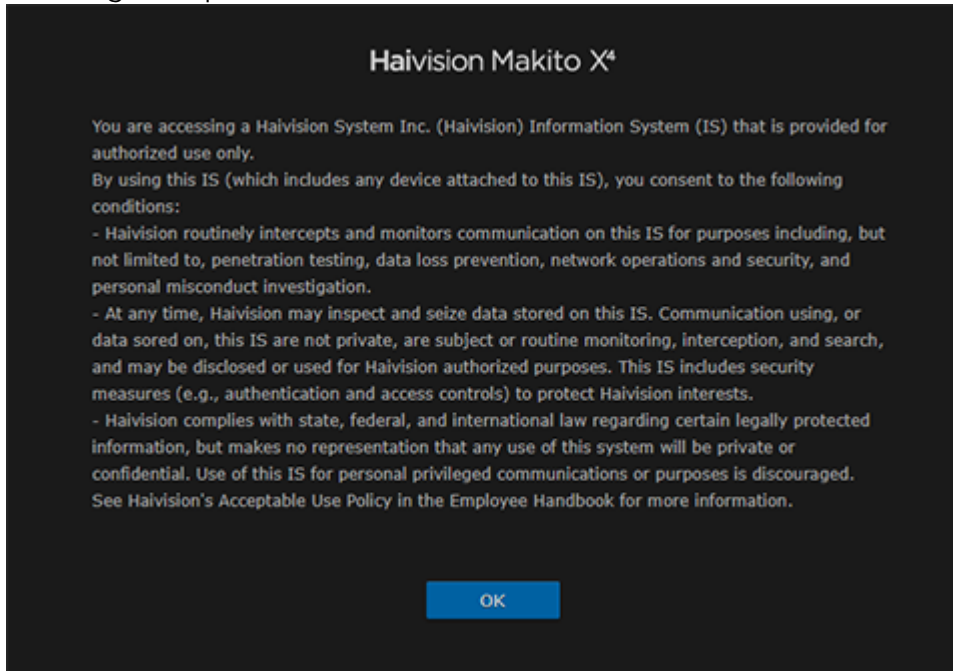 Haivision Makito X⁴
You are accessing a Haivision System Inc. (Haivision) Information System (IS) that is provided for
authorized use only.
By using this IS (which includes any device attached to this IS), you consent to the following
conditions:
- Haivision routinely intercepts and monitors communication on this IS for purposes including, but
not limited to, penetration testing, data loss prevention, network operations and security, and
personal misconduct investigation.
- At any time, Haivision may inspect and seize data stored on this IS. Communication using, or
data sored on, this IS are not private, are subject or routine monitoring, interception, and search,
and may be disclosed or used for Haivision authorized purposes. This IS includes security
measures (e.g., authentication and access controls) to protect Haivision interests.
- Haivision complies with state, federal, and international law regarding certain legally protected
information, but makes no representation that any use of this system will be private or
confidential. Use of this IS for personal privileged communications or purposes is discouraged.
See Haivision's Acceptable Use Policy in the Employee Handbook for more information.
OK